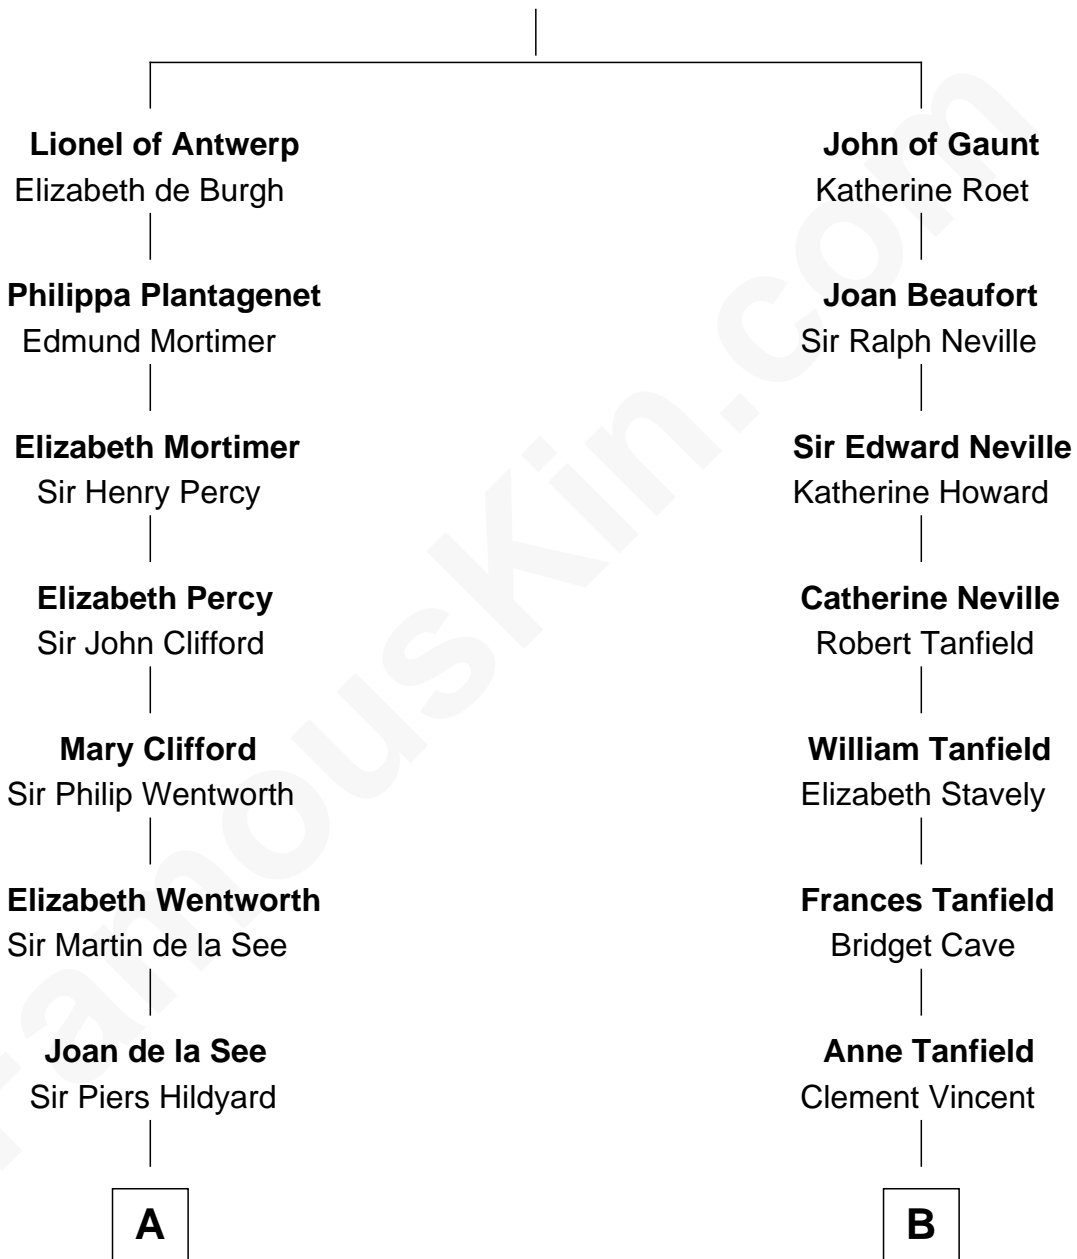 Lionel of Antwerp
Elizabeth de Burgh
Philippa Plantagenet
Edmund Mortimer
Elizabeth Mortimer
Sir Henry Percy
Elizabeth Percy
Sir John Clifford
Mary Clifford
Sir Philip Wentworth
Elizabeth Wentworth
Sir Martin de la See
Joan de la See
Sir Piers Hildyard
A
John of Gaunt
Katherine Roet
Joan Beaufort
Sir Ralph Neville
Sir Edward Neville
Katherine Howard
Catherine Neville
Robert Tanfield
William Tanfield
Elizabeth Stavely
Frances Tanfield
Bridget Cave
Anne Tanfield
Clement Vincent
B
FamousKin.com